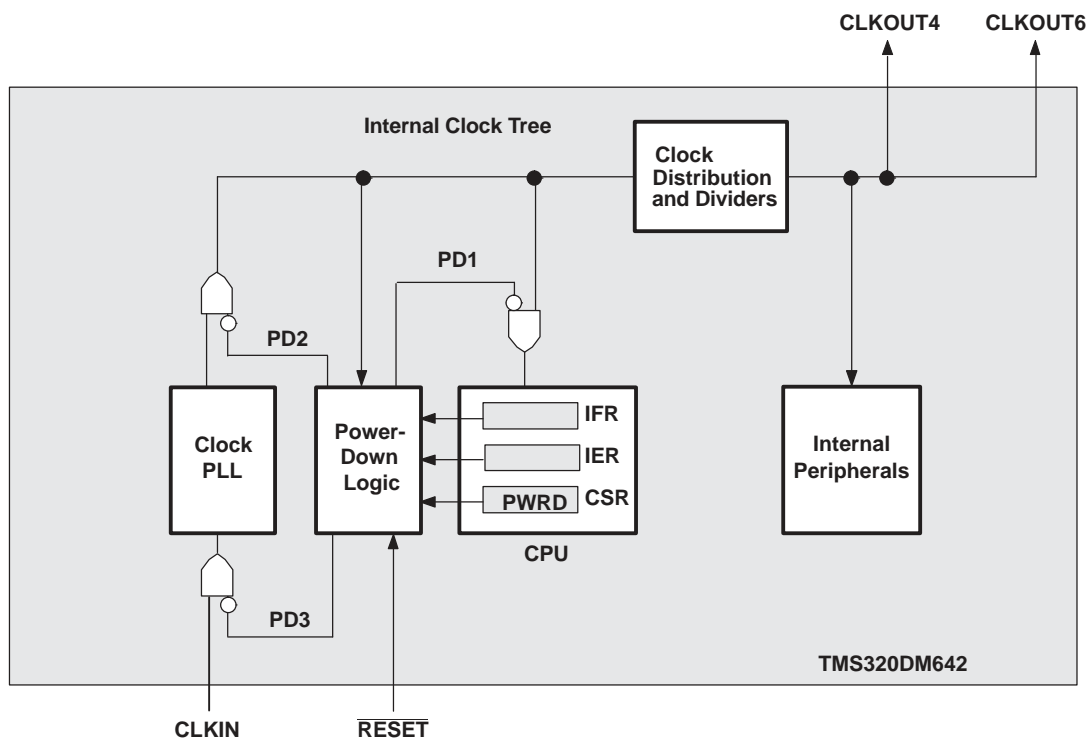 CLKOUT4 CLKOUT6
Internal Clock Tree
Clock
Distribution
and Dividers
PD1
PD2
Clock
PLL
Power-
Down
Logic
IFR
IER
PWRD CSR
CPU
Internal
Peripherals
PD3
TMS320DM642
CLKIN RESET